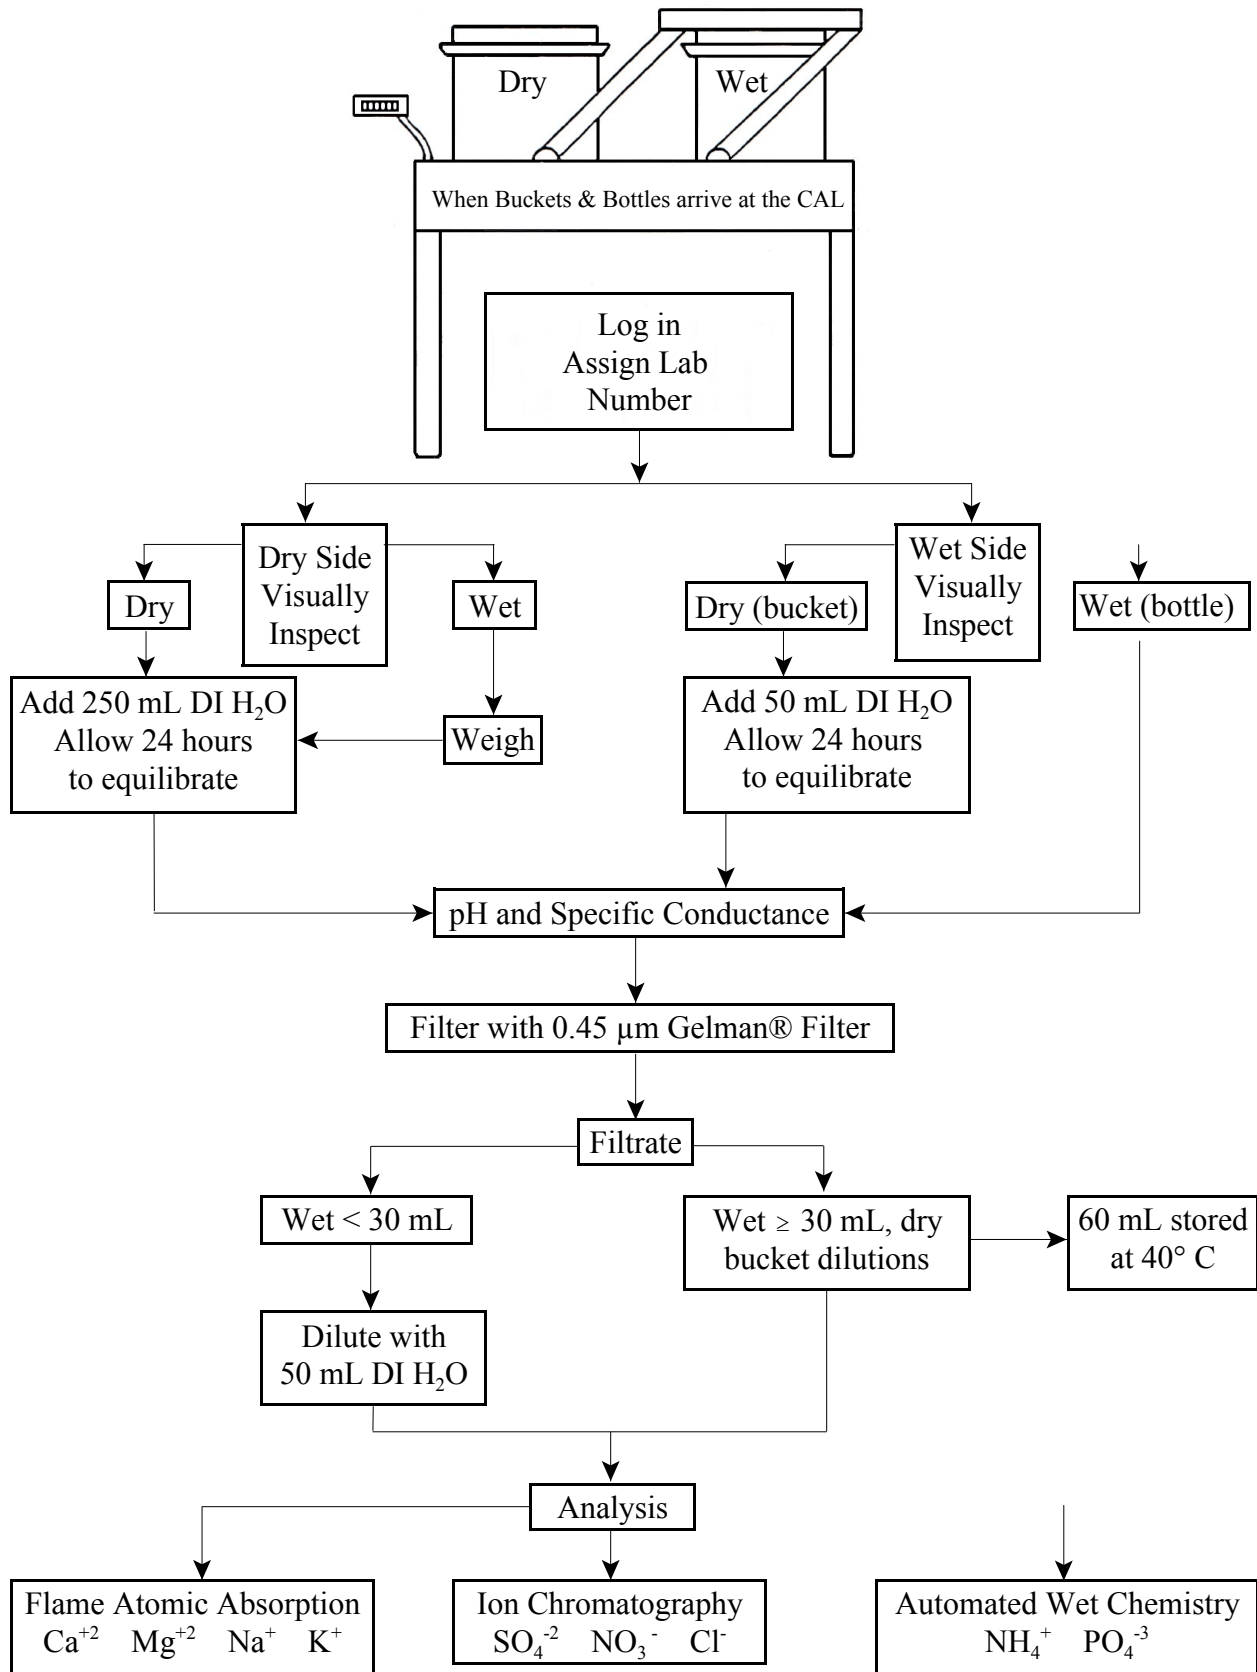 Dry
Wet
When Buckets & Bottles arrive at the CAL
Log in
Assign Lab
Number
Dry Side
Visually
Inspect
Dry
Wet
Wet Side
Visually
Inspect
Dry (bucket)
Wet (bottle)
Add 250 mL DI H₂O
Allow 24 hours
to equilibrate
Weigh
Add 50 mL DI H₂O
Allow 24 hours
to equilibrate
pH and Specific Conductance
Filter with 0.45 µm Gelman® Filter
Filtrate
Wet < 30 mL
Wet ≥ 30 mL, dry
bucket dilutions
60 mL stored
at 40° C
Dilute with
50 mL DI H₂O
Analysis
Flame Atomic Absorption
Ca⁺² Mg⁺² Na⁺ K⁺
Ion Chromatography
SO₄⁻² NO₃⁻ Cl⁻
Automated Wet Chemistry
NH₄⁺ PO₄⁻³